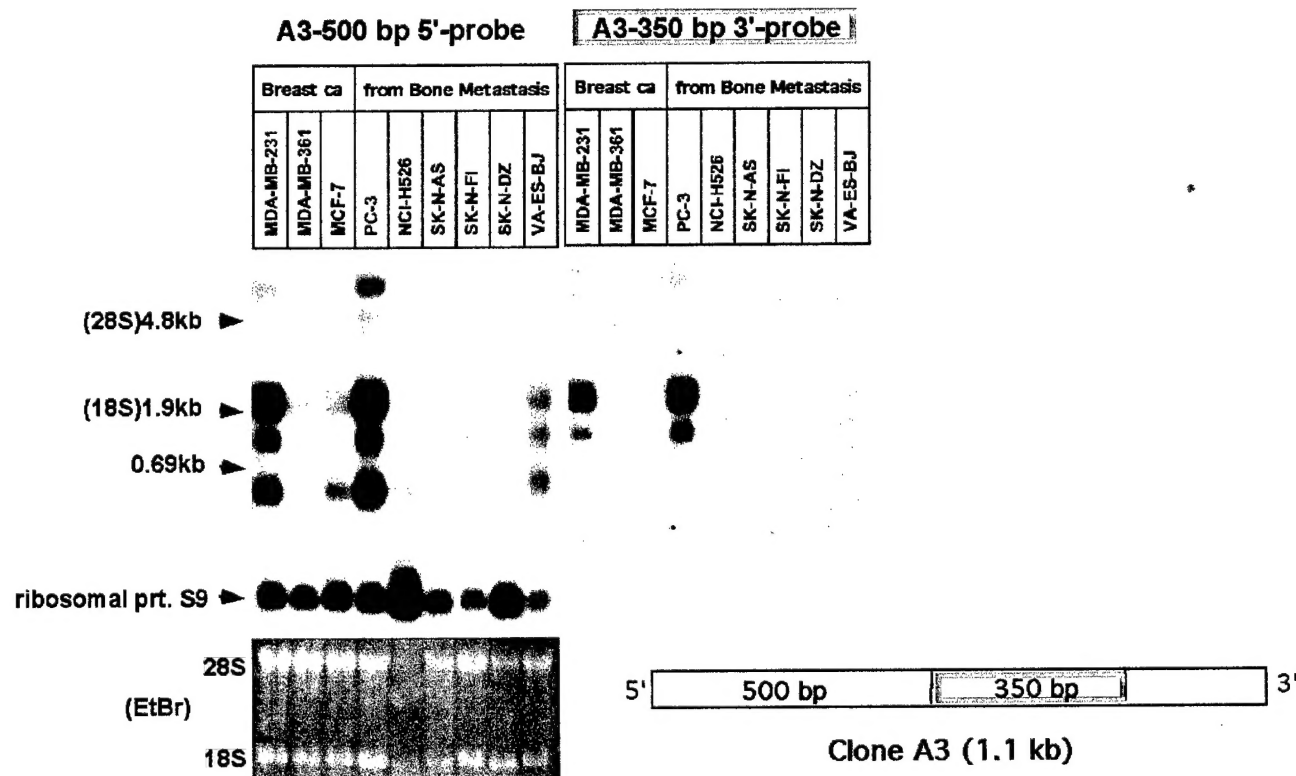 A3-500 bp 5'-probe
A3-350 bp 3'-probe
Breast ca
from Bone Metastasis
Breast ca
from Bone Metastasis
MDA-MB-231
MDA-MB-361
MCF-7
PC-3
NCI-H526
SK-N-AS
SK-N-FI
SK-N-DZ
VA-ES-BJ
MDA-MB-231
MDA-MB-361
MCF-7
PC-3
NCI-H526
SK-N-AS
SK-N-FI
SK-N-DZ
VA-ES-BJ
(28S)4.8kb
(18S)1.9kb
0.69kb
ribosomal prt. S9
28S
(EtBr)
18S
5' 500 bp 350 bp 3'
Clone A3 (1.1 kb)